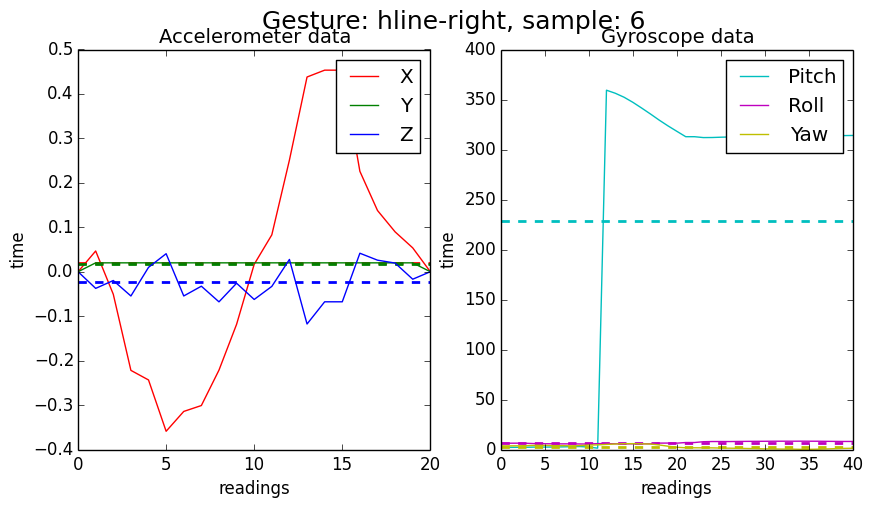 Gesture: hline-right, sample: 6
Accelerometer data
0.5
0.4
0.3
0.2
0.1
0.0
−0.1
−0.2
−0.3
−0.4
time
0 5 10 15 20
readings
X
Y
Z
Gyroscope data
400
350
300
250
200
150
100
50
0
time
0 5 10 15 20 25 30 35 40
readings
Pitch
Roll
Yaw